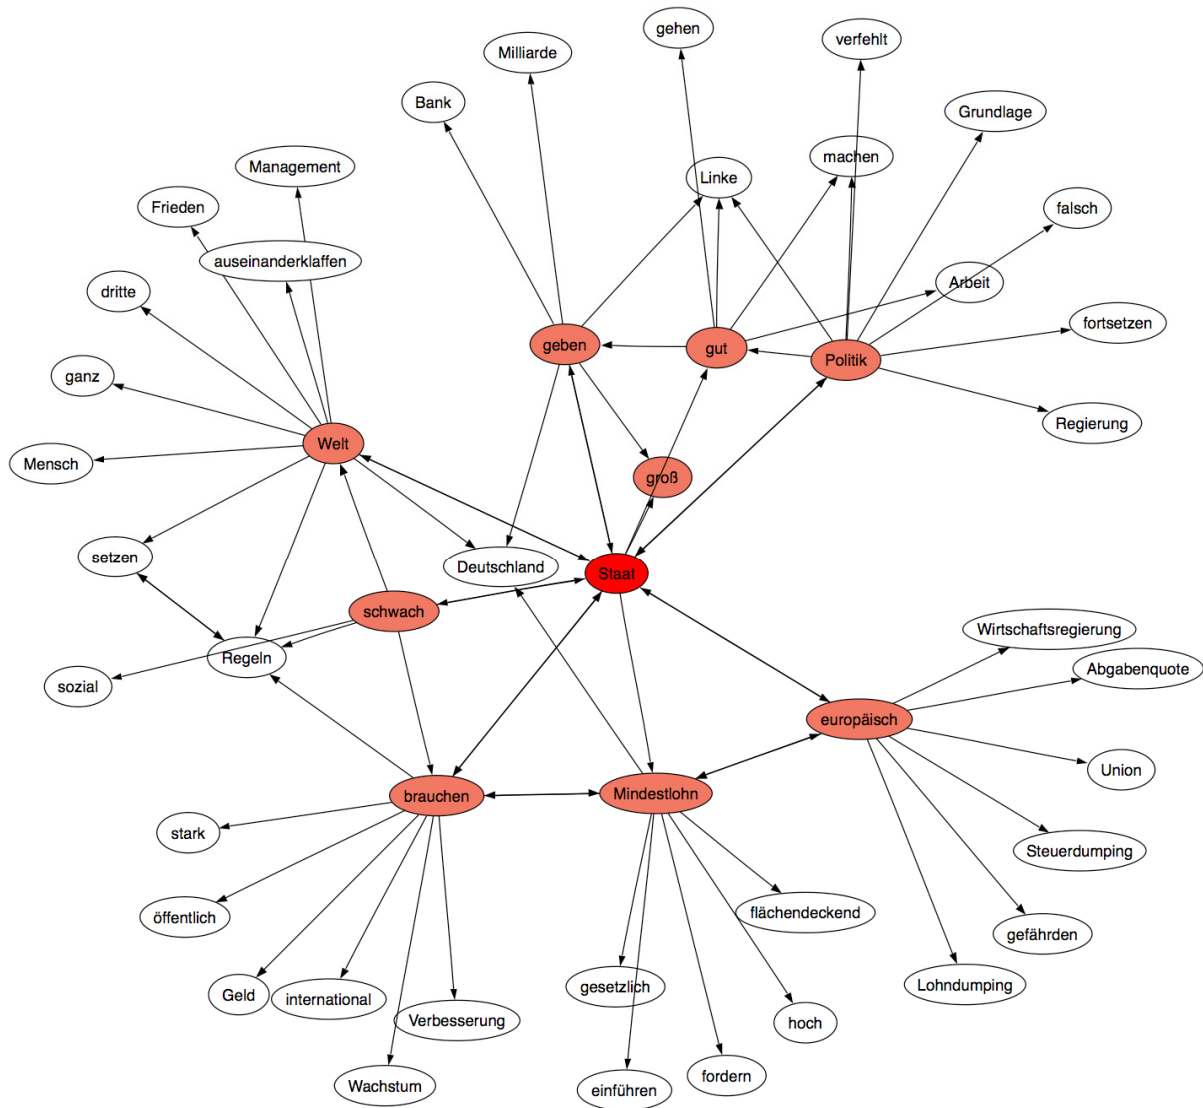 gehen
verfehlt
Milliarde
Bank
Grundlage
Management
machen
Linke
Frieden
falsch
auseinanderklaffen
dritte
Arbeit
fortsetzen
geben
gut
Politik
ganz
Regierung
Welt
Mensch
groß
setzen
Deutschland
Staat
schwach
Wirtschaftsregierung
Regeln
Abgabenquote
sozial
europäisch
Union
brauchen
Mindestlohn
stark
Steuerdumping
öffentlich
flächendeckend
gefährden
Geld
international
gesetzlich
Lohndumping
Verbesserung
hoch
Wachstum
einführen
fordern